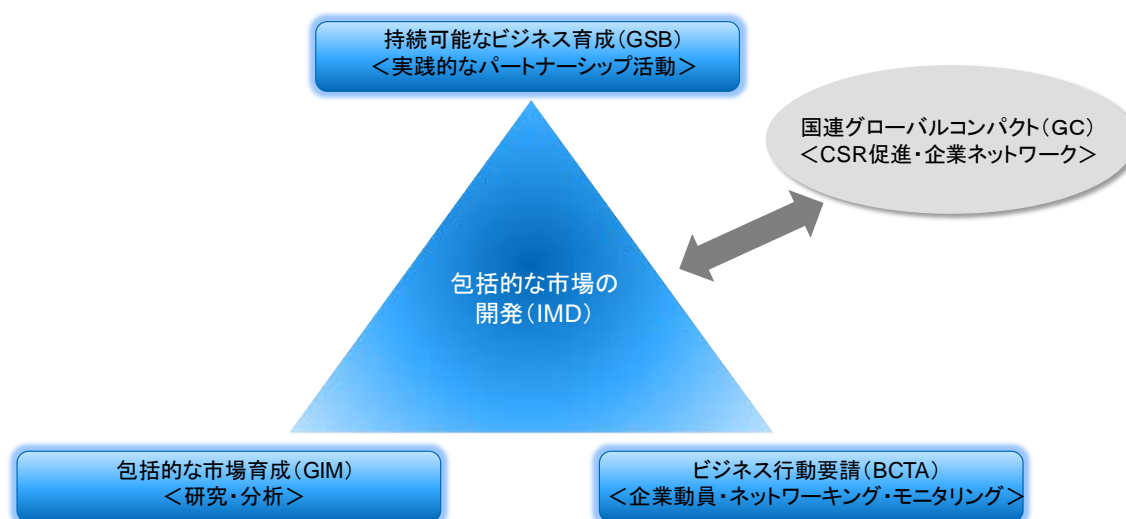 持続可能なビジネス育成（GSB）
＜実践的なパートナーシップ活動＞
国連グローバルコンパクト（GC）
＜CSR促進・企業ネットワーク＞
包括的な市場の
開発（IMD）
包括的な市場育成（GIM）
＜研究・分析＞
ビジネス行動要請（BCTA）
＜企業動員・ネットワーキング・モニタリング＞